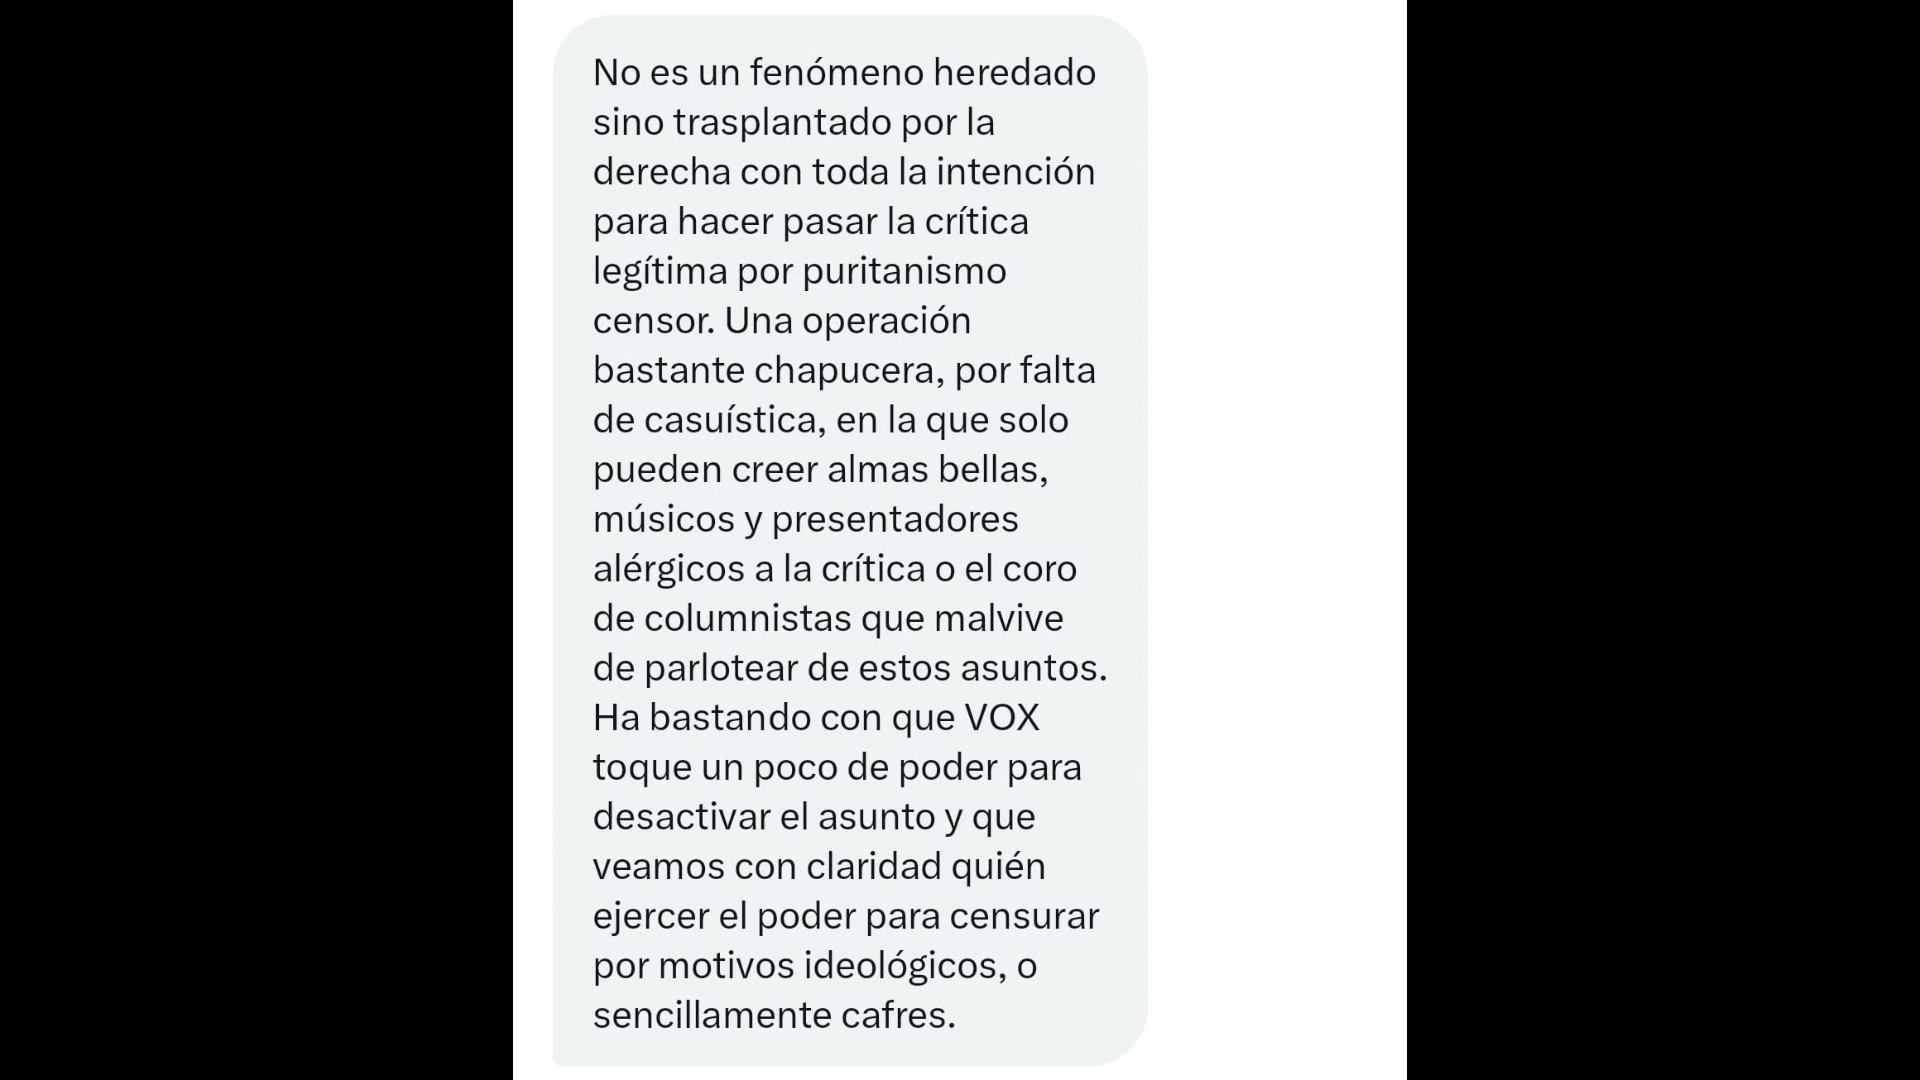 No es un fenómeno heredado
sino trasplantado por la
derecha con toda la intención
para hacer pasar la crítica
legítima por puritanismo
censor. Una operación
bastante chapucera, por falta
de casuística, en la que solo
pueden creer almas bellas,
músicos y presentadores
alérgicos a la crítica o el coro
de columnistas que malvive
de parlotear de estos asuntos.
Ha bastando con que VOX
toque un poco de poder para
desactivar el asunto y que
veamos con claridad quién
ejercer el poder para censurar
por motivos ideológicos, o
sencillamente cafres.